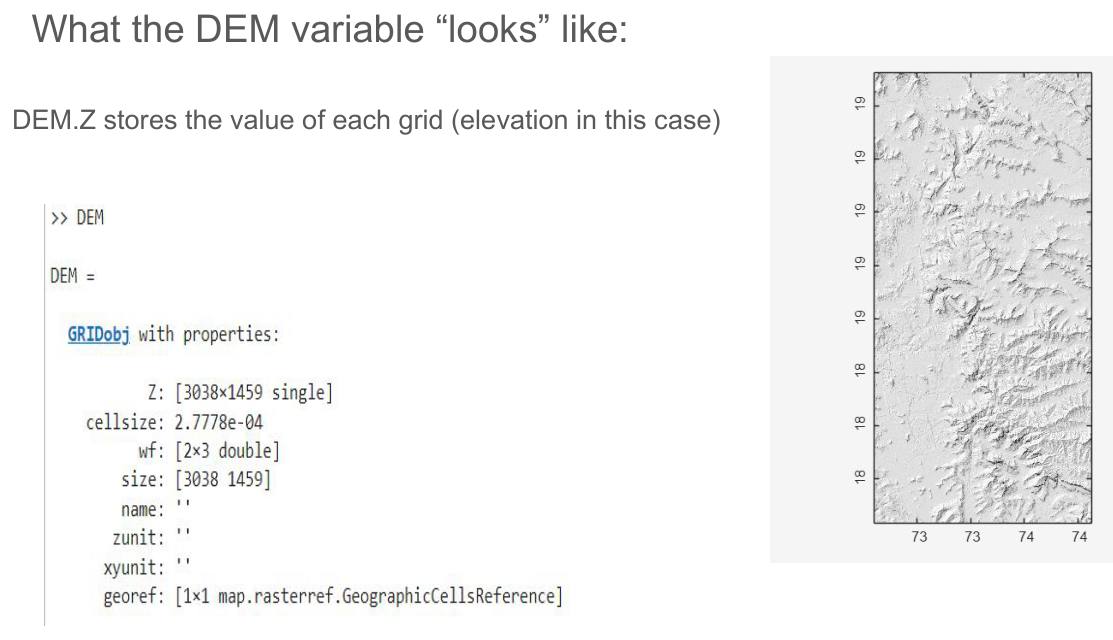 What the DEM variable “looks” like:
DEM.Z stores the value of each grid (elevation in this case)
>> DEM
DEM =
GRIDobj with properties:
Z: [3038×1459 single]
cellsize: 2.7778e-04
wf: [2×3 double]
size: [3038 1459]
name: ''
zunit: ''
xyunit: ''
georef: [1×1 map.rasterref.GeographicCellsReference]
19
19
19
19
19
18
18
18
73 73 74 74